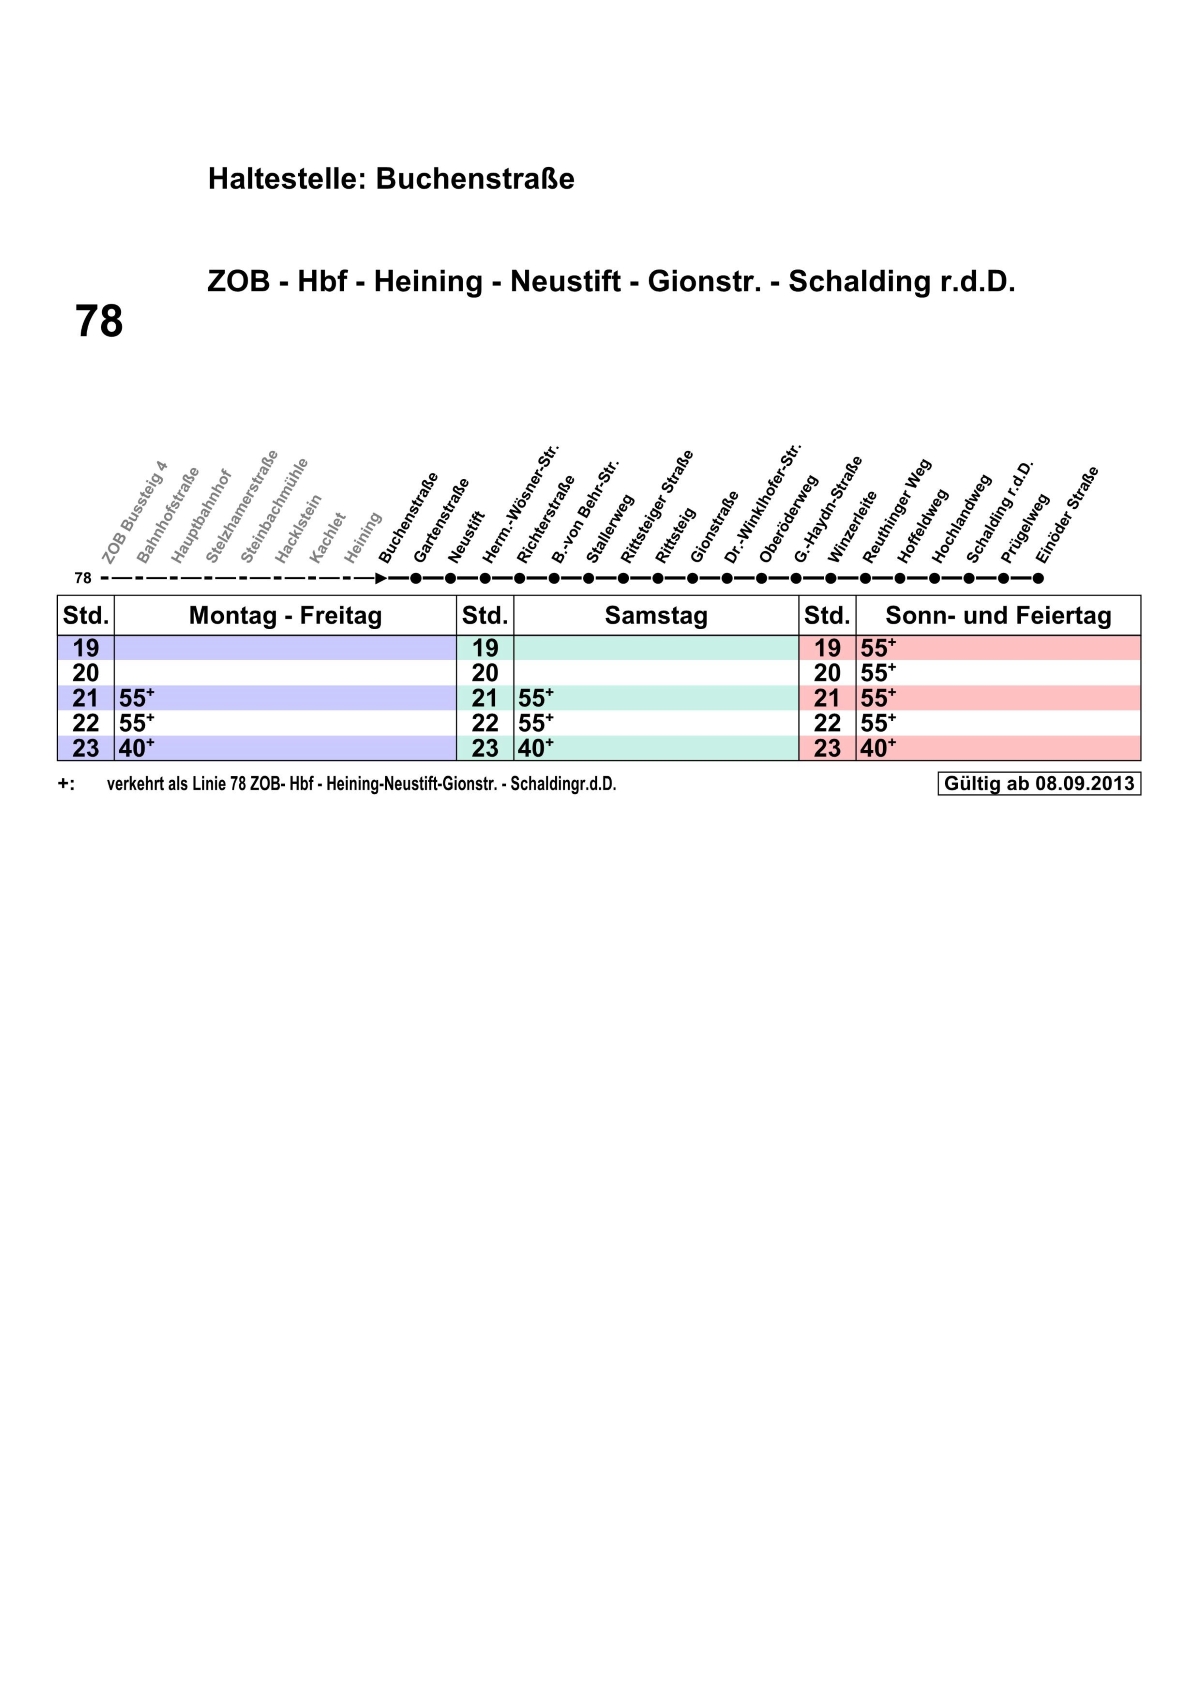 Haltestelle: Buchenstraße
ZOB - Hbf - Heining - Neustift - Gionstr. - Schalding r.d.D.
78
ZOB Bussteig 4
Bahnhofstraße
Hauptbahnhof
Stelzhamerstraße
Steinbachmühle
Hacklstein
Kachlet
Heining
Buchenstraße
Gartenstraße
Neustift
Herm.-Wösner-Str.
Richterstraße
B.-von Behr-Str.
Stallerweg
Rittsteiger Straße
Rittsteig
Gionstraße
Dr.-Winklhofer-Str.
Oberöderweg
G.-Haydn-Straße
Winzerleite
Reuthinger Weg
Hoffeldweg
Hochlandweg
Schalding r.d.D.
Prügelweg
Einöder Straße
78
Std. Montag - Freitag Std. Samstag Std. Sonn- und Feiertag
19 19 19 55+
20 20 20 55+
21 55+ 21 55+ 21 55+
22 55+ 22 55+ 22 55+
23 40+ 23 40+ 23 40+
+: verkehrt als Linie 78 ZOB- Hbf - Heining-Neustift-Gionstr. - Schaldingr.d.D.
Gültig ab 08.09.2013